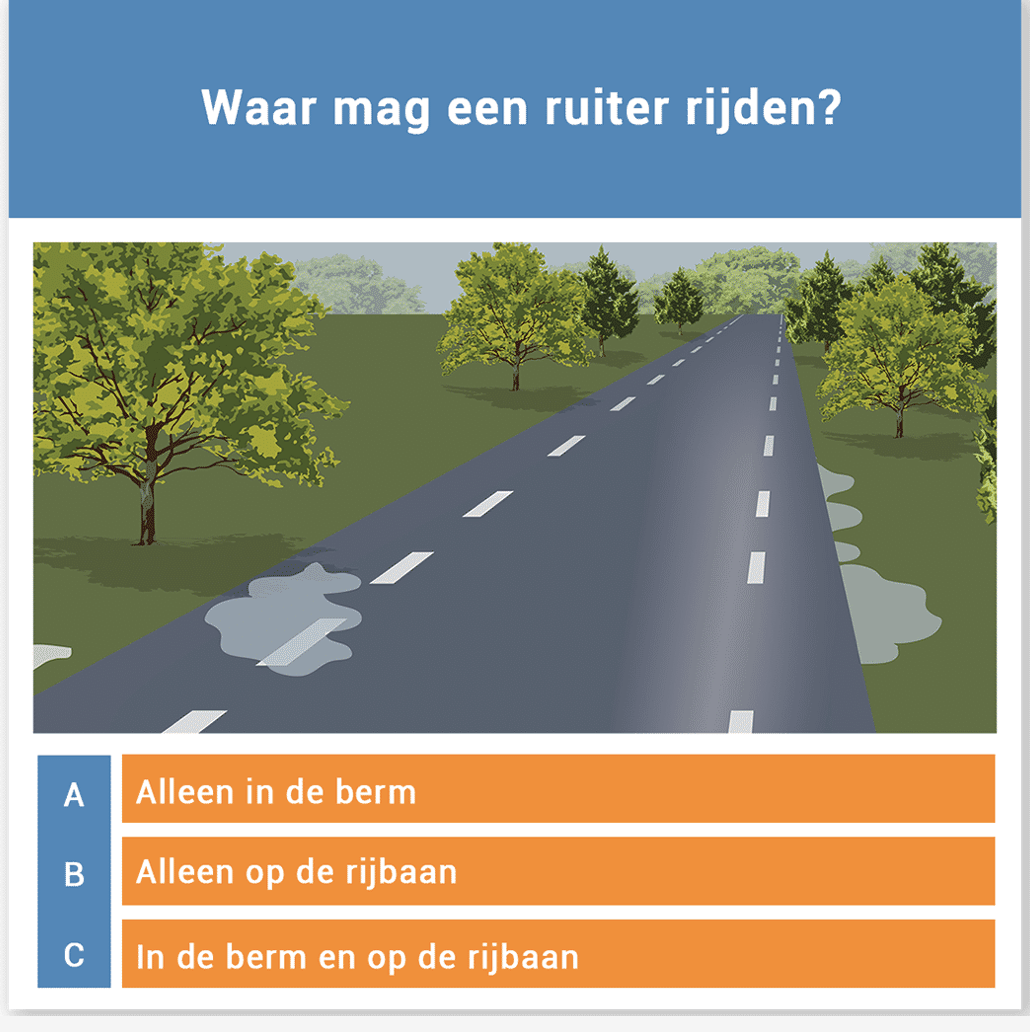 Waar mag een ruiter rijden?
A Alleen in de berm
B Alleen op de rijbaan
C In de berm en op de rijbaan